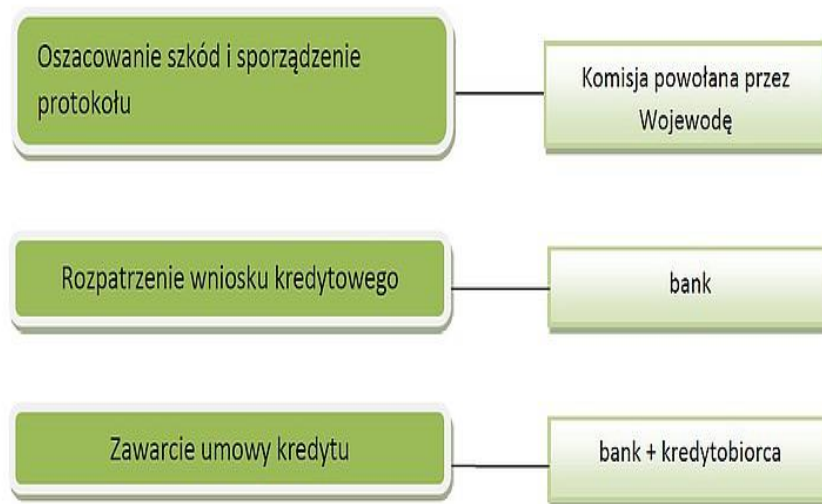 Oszacowanie szkód i sporządzenie
protokołu
Komisja powołana przez
Wojewodę
Rozpatrzenie wniosku kredytowego
bank
Zawarcie umowy kredytu
bank + kredytobiorca